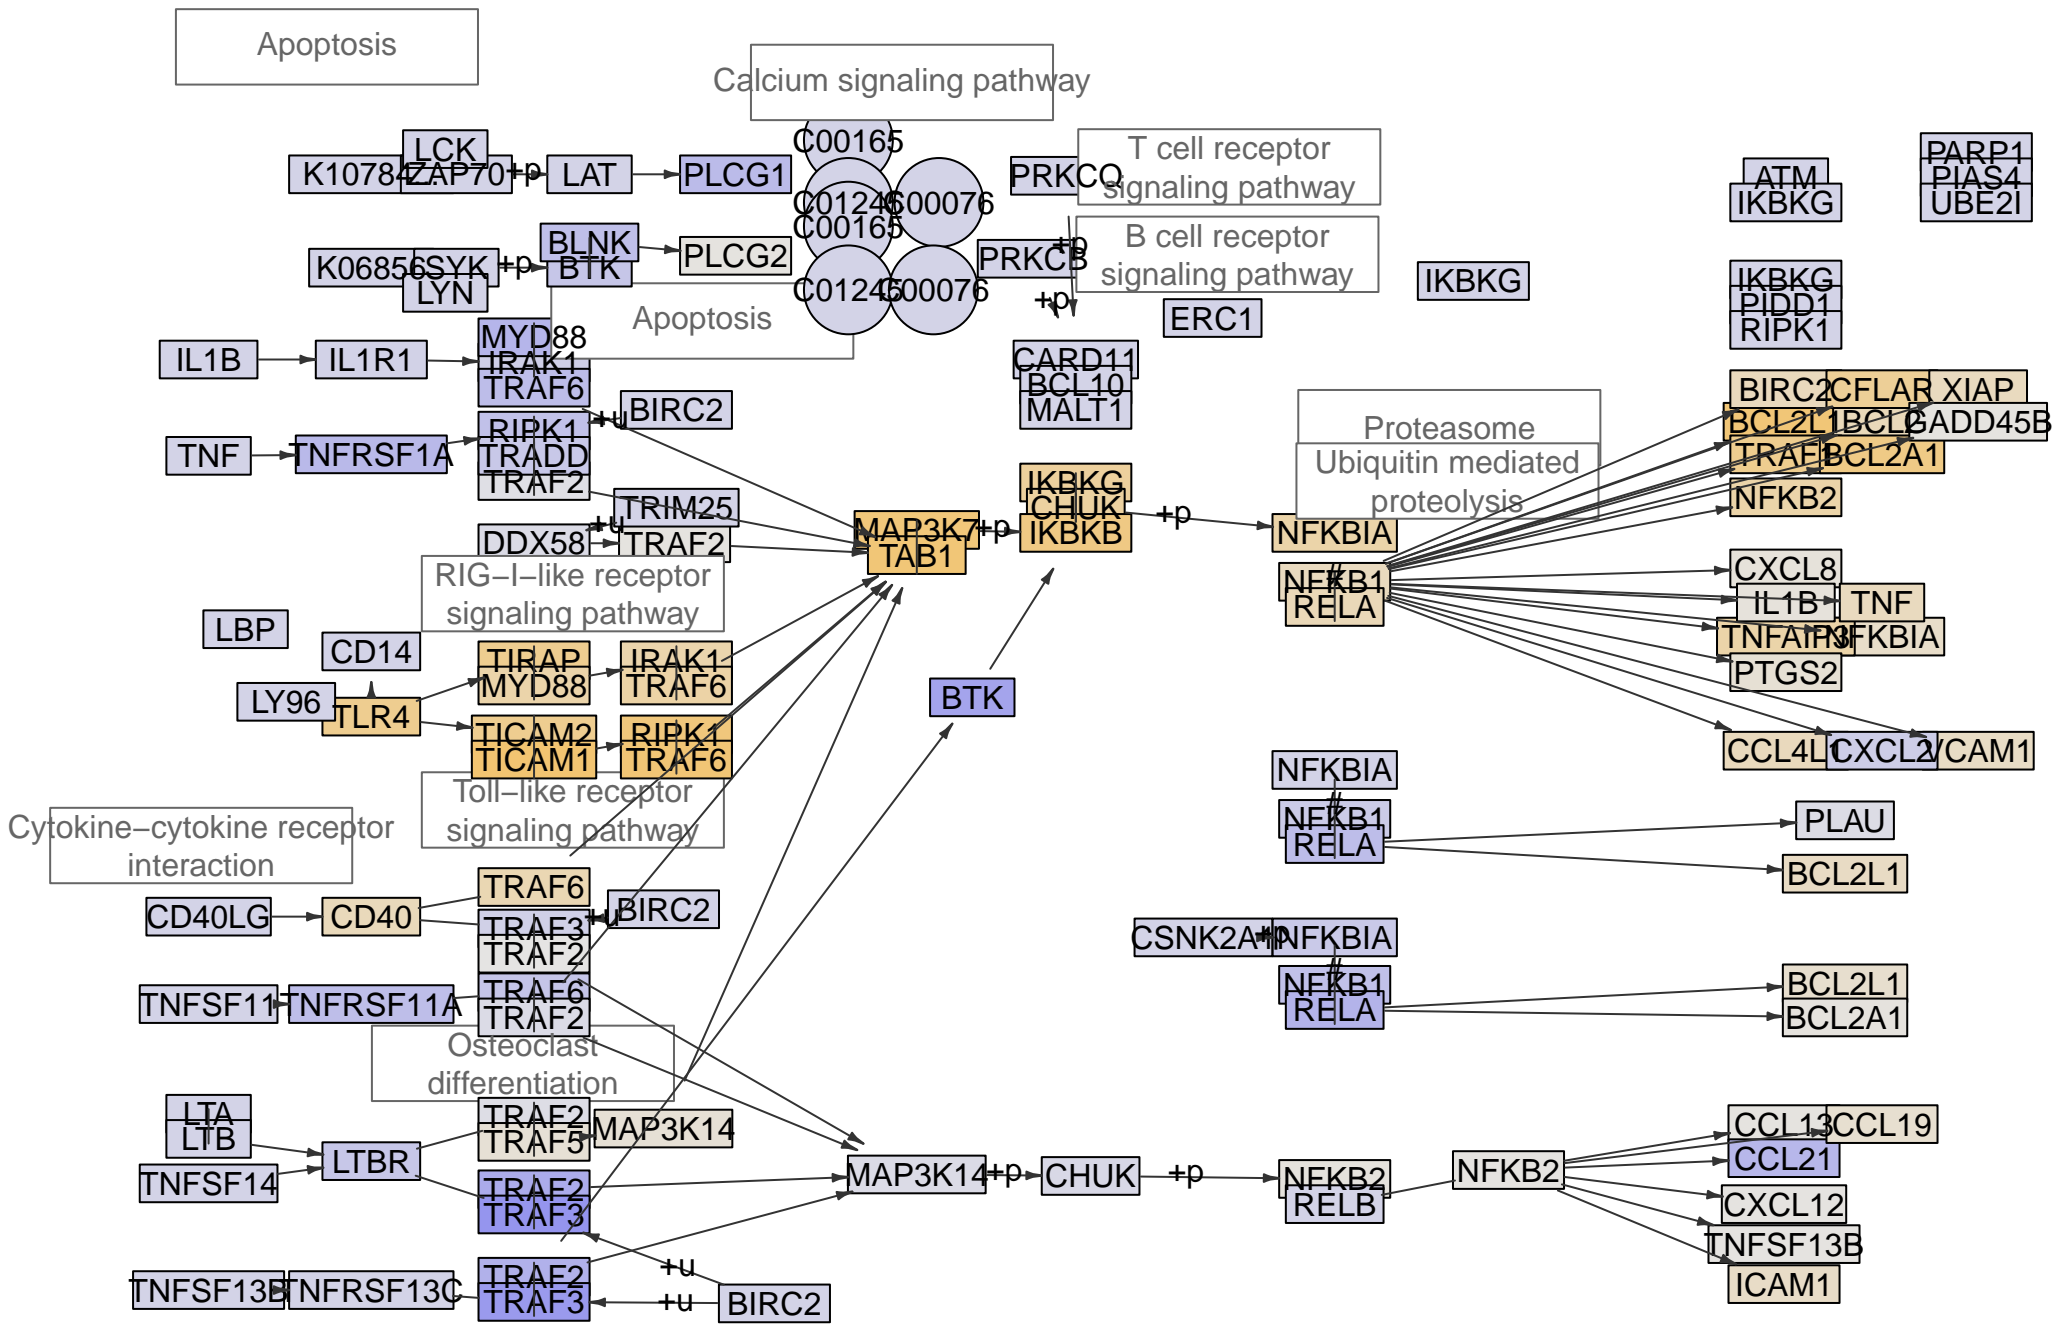 Apoptosis
Calcium signaling pathway
T cell receptor
signaling pathway
B cell receptor
signaling pathway
LCK
K10784
ZAP70
+p
LAT
PLCG1
C00165
C01245
C00076
C00165
C01245
C00076
PRKCQ
PRKCB
+p
+p
ATM
IKBKG
PARP1
PIAS4
UBE2I
BLNK
BTK
PLCG2
K06856
SYK
+p
LYN
Apoptosis
ERC1
IKBKG
IKBKG
PIDD1
RIPK1
IL1B
IL1R1
MYD88
IRAK1
TRAF6
CARD11
BCL10
MALT1
BIRC2
+u
TNF
TNFRSF1A
RIPK1
TRADD
TRAF2
Proteasome
Ubiquitin mediated
proteolysis
BIRC2
CFLAR
XIAP
BCL2L1
BCL2
GADD45B
TRAF1
BCL2A1
NFKB2
TRIM25
+u
DDX58
TRAF2
RIG−I−like receptor
signaling pathway
MAP3K7
TAB1
+p
IKBKG
CHUK
IKBKB
+p
NFKBIA
NFKB1
RELA
CXCL8
IL1B
TNF
TNFAIP3
NFKBIA
PTGS2
CCL4L1
CXCL2
VCAM1
LBP
CD14
LY96
TLR4
TIRAP
MYD88
IRAK1
TRAF6
TICAM2
TICAM1
RIPK1
TRAF6
BTK
Toll−like receptor
signaling pathway
Cytokine−cytokine receptor
interaction
NFKBIA
NFKB1
RELA
PLAU
BCL2L1
CD40LG
CD40
TRAF6
TRAF3
TRAF2
+u
BIRC2
CSNK2A1
+p
NFKBIA
NFKB1
RELA
BCL2L1
BCL2A1
TNFSF11
TNFRSF11A
TRAF6
TRAF2
Osteoclast
differentiation
LTA
LTB
TNFSF14
LTBR
TRAF2
TRAF5
MAP3K14
TRAF2
TRAF3
MAP3K14
+p
CHUK
+p
NFKB2
RELB
NFKB2
CCL13
CCL19
CCL21
CXCL12
TNFSF13B
ICAM1
TNFSF13B
TNFRSF13C
TRAF2
TRAF3
+u
+u
BIRC2